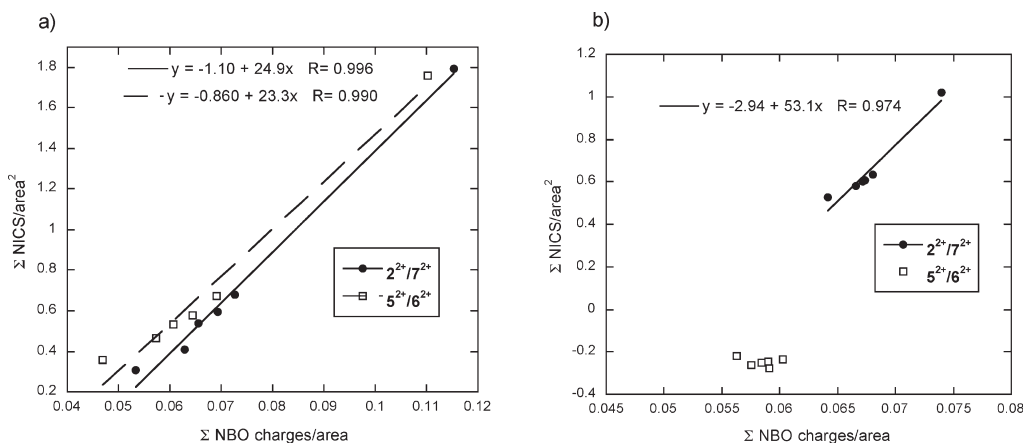 a)
y = -1.10 + 24.9x R= 0.996
y = -0.860 + 23.3x R= 0.990
Σ NICS/area²
1.8
1.6
1.4
1.2
1
0.8
0.6
0.4
0.2
2²⁺/7²⁺
5²⁺/6²⁺
0.04 0.05 0.06 0.07 0.08 0.09 0.1 0.11 0.12
Σ NBO charges/area
b)
y = -2.94 + 53.1x R= 0.974
Σ NICS/area²
1.2
1
0.8
0.6
0.4
0.2
0
-0.2
-0.4
2²⁺/7²⁺
5²⁺/6²⁺
0.045 0.05 0.055 0.06 0.065 0.07 0.075 0.08
Σ NBO charges/area